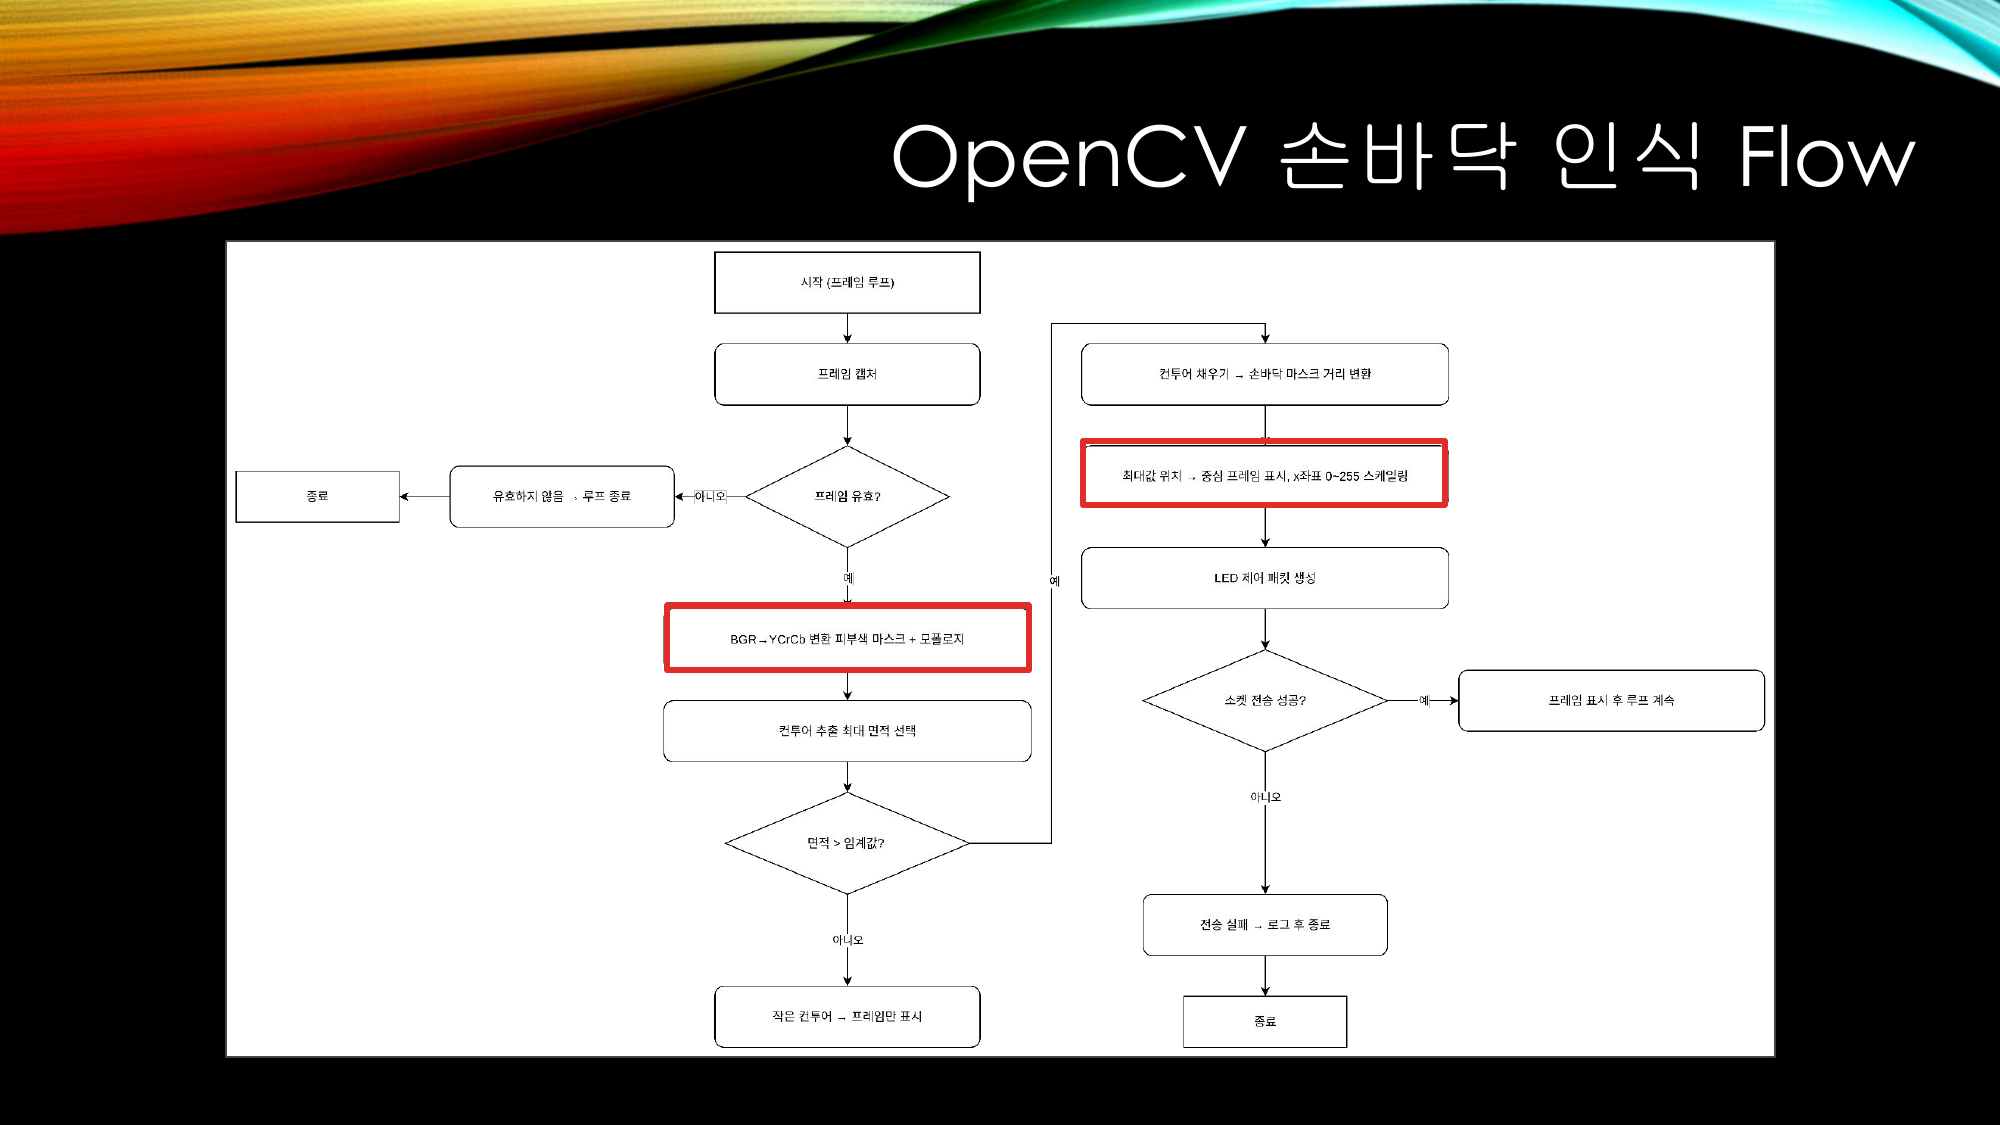 OpenCV 손바닥 인식 Flow
시작 (프레임 루프)
프레임 캡처
프레임 유효?
아니오
유효하지 않음 → 루프 종료
종료
예
BGR→YCrCb 변환 피부색 마스크 + 모폴로지
컨투어 추출 최대 면적 선택
면적 > 임계값?
아니오
작은 컨투어 → 프레임만 표시
예
컨투어 채우기 → 손바닥 마스크 거리 변환
최대값 위치 → 중심 프레임 표시, x좌표 0~255 스케일링
LED 제어 패킷 생성
소켓 전송 성공?
예
프레임 표시 후 루프 계속
아니오
전송 실패 → 로그 후 종료
종료